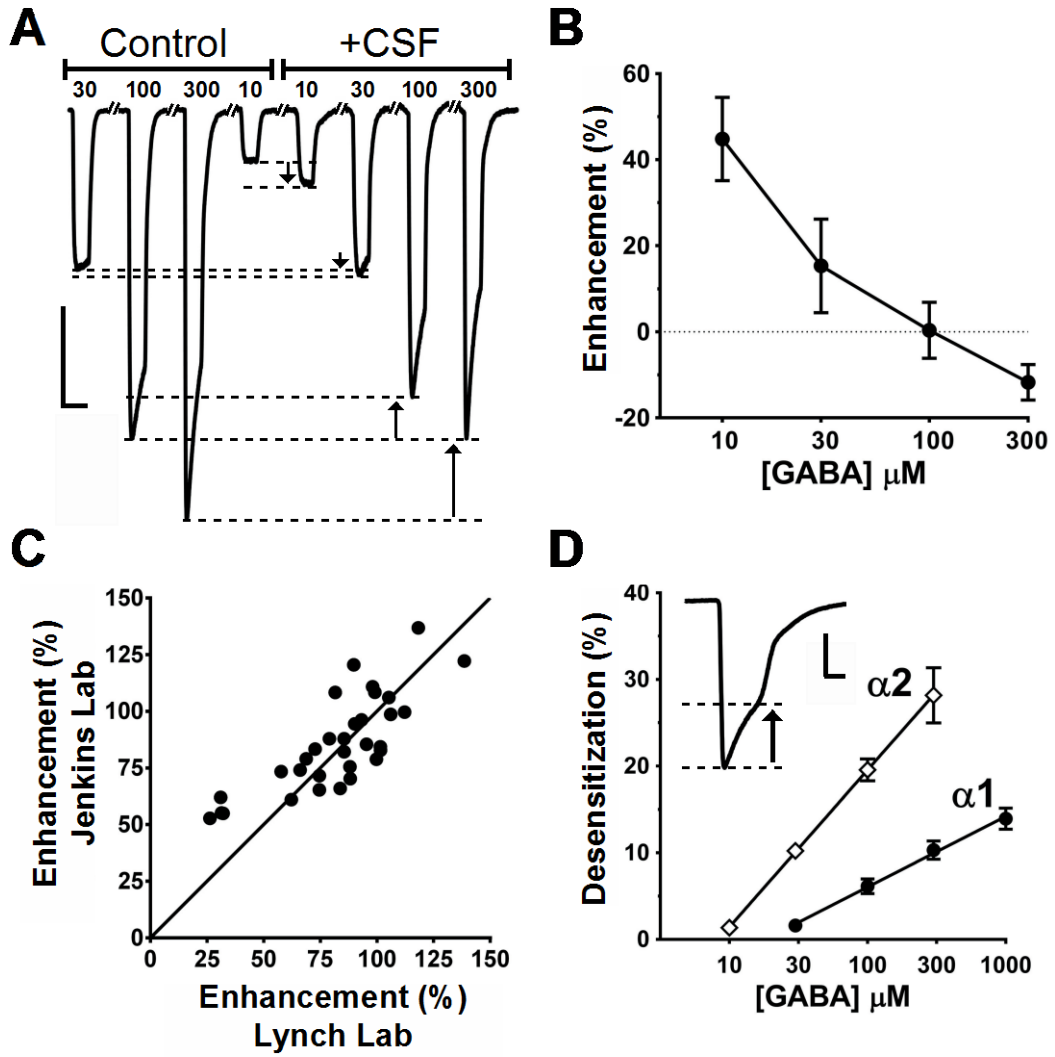 A
Control +CSF
30 100 300 10 10 30 100 300
B
Enhancement (%)
60
40
20
0
-20
10 30 100 300
[GABA] μM
C
Enhancement (%)
Jenkins Lab
150
125
100
75
50
25
0
0 25 50 75 100 125 150
Enhancement (%)
Lynch Lab
D
Desensitization (%)
40
30
20
10
0
α2
α1
10 30 100 300 1000
[GABA] μM